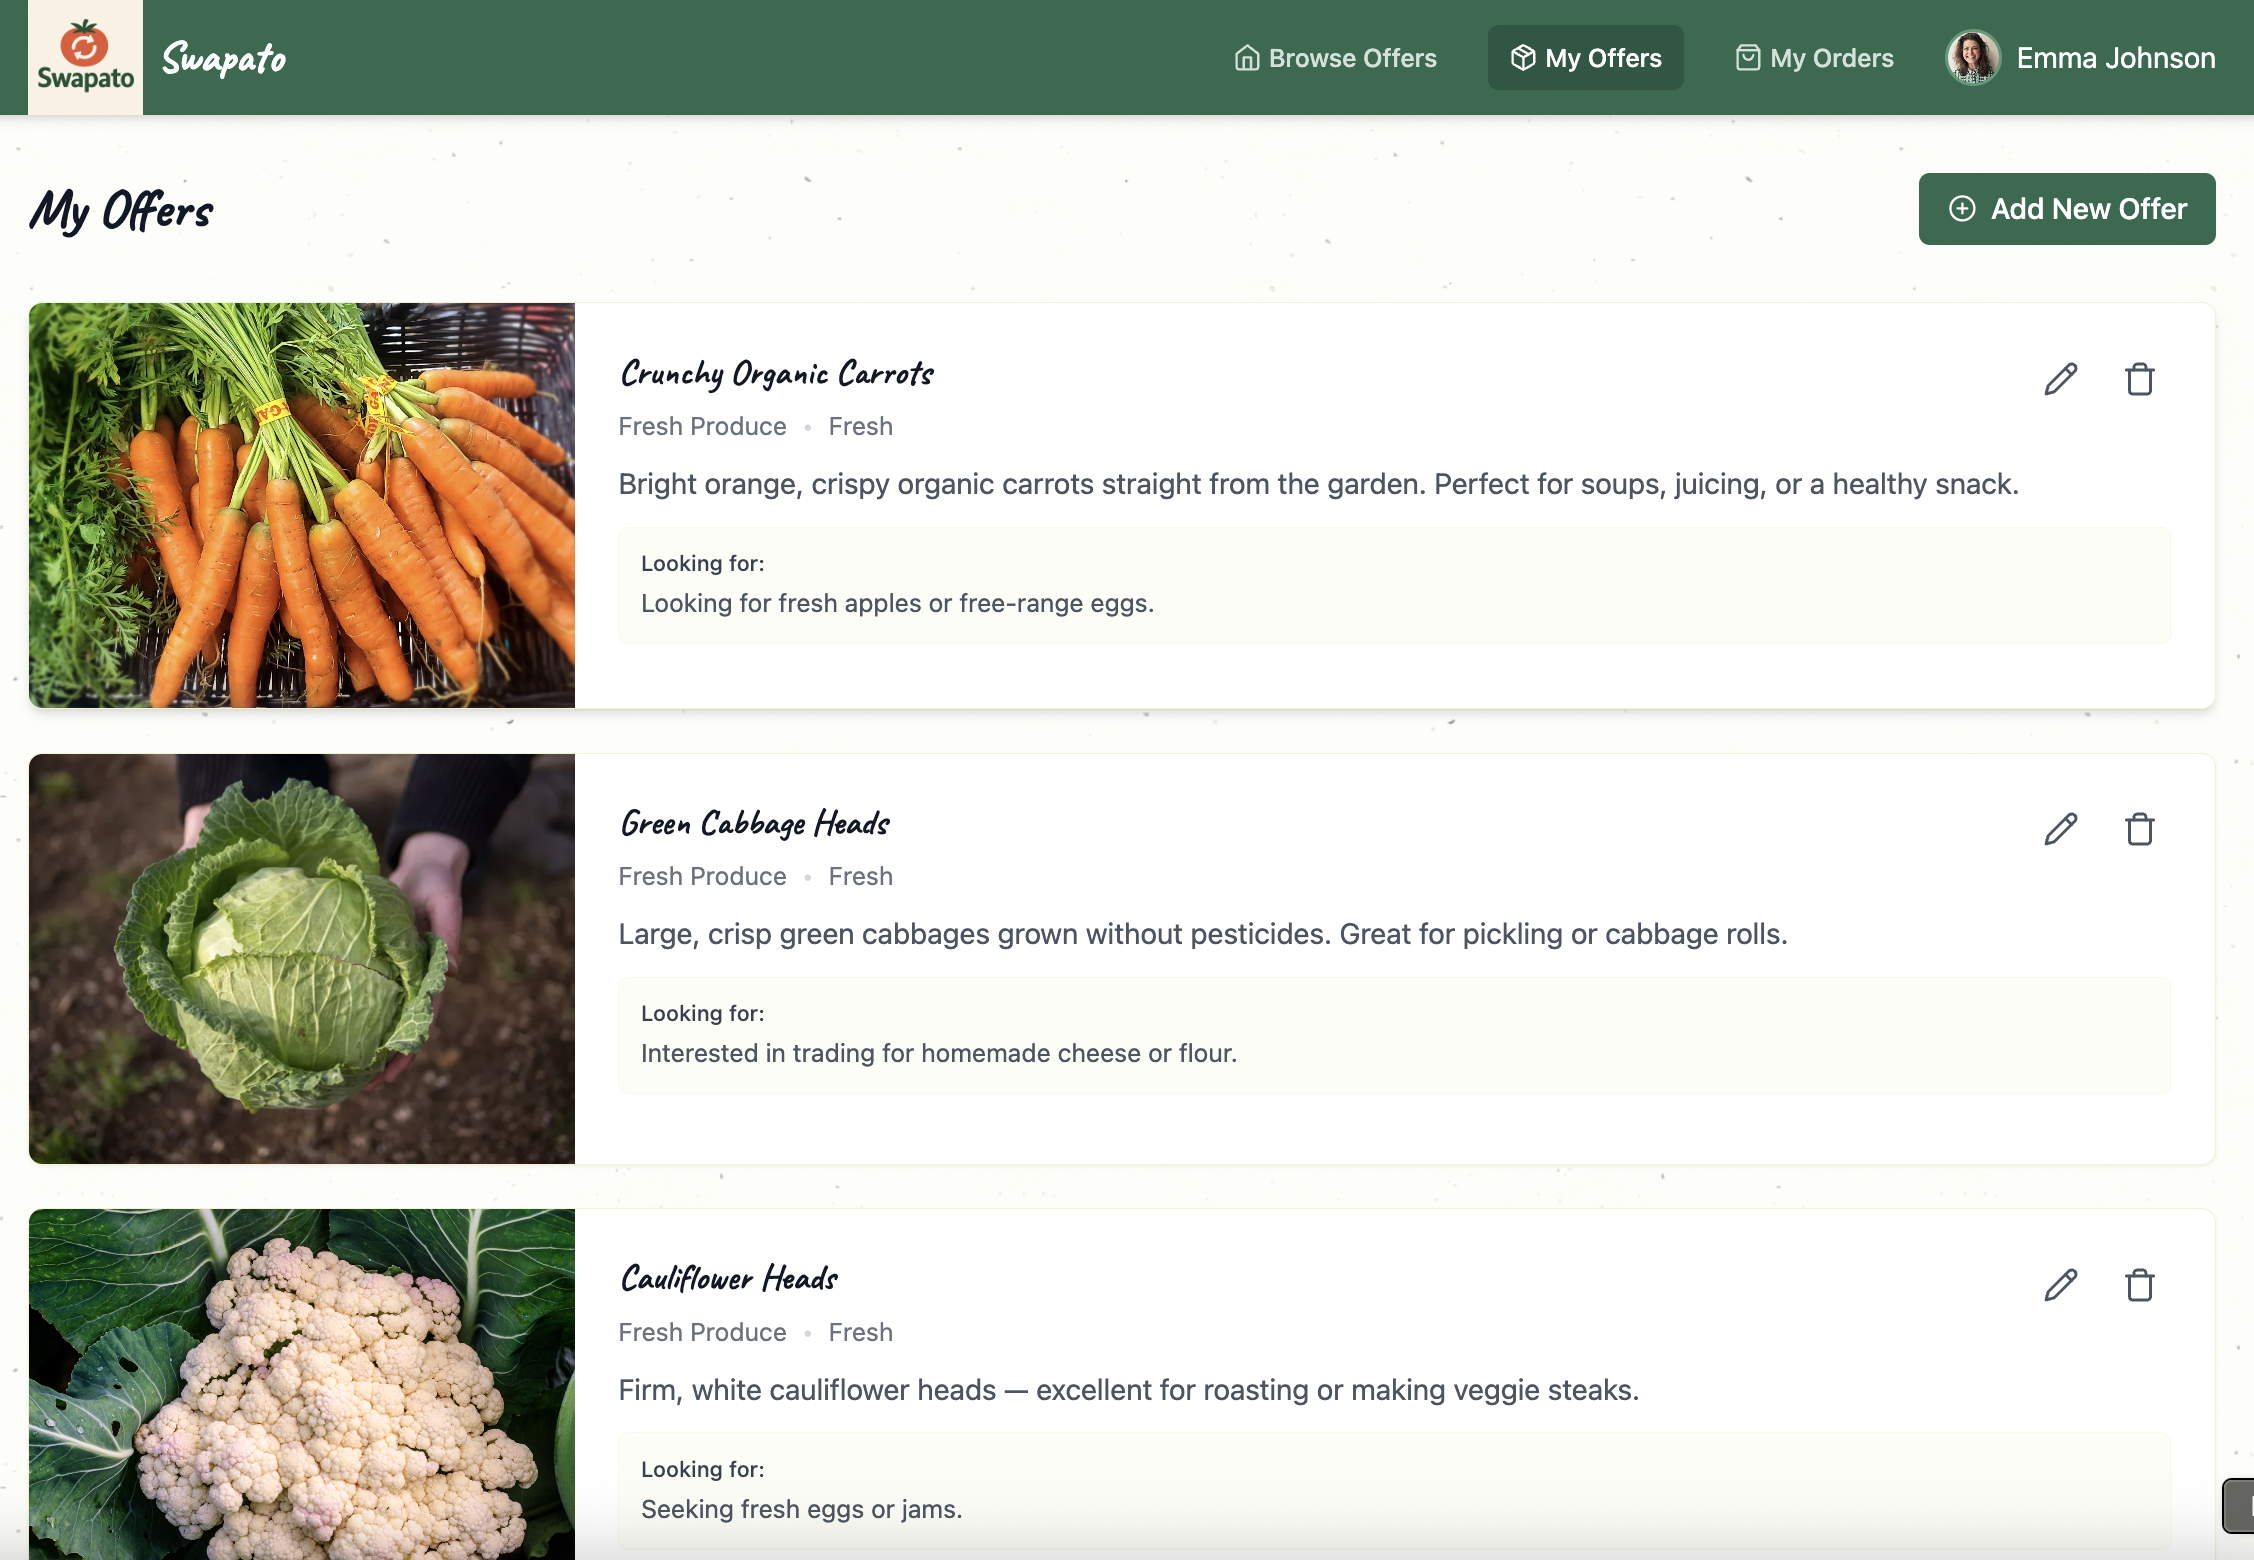 Swapato
Swapato
Browse Offers
My Offers
My Orders
Emma Johnson
My Offers
Add New Offer
Crunchy Organic Carrots
Fresh Produce • Fresh
Bright orange, crispy organic carrots straight from the garden. Perfect for soups, juicing, or a healthy snack.
Looking for:
Looking for fresh apples or free-range eggs.
Green Cabbage Heads
Fresh Produce • Fresh
Large, crisp green cabbages grown without pesticides. Great for pickling or cabbage rolls.
Looking for:
Interested in trading for homemade cheese or flour.
Cauliflower Heads
Fresh Produce • Fresh
Firm, white cauliflower heads — excellent for roasting or making veggie steaks.
Looking for:
Seeking fresh eggs or jams.